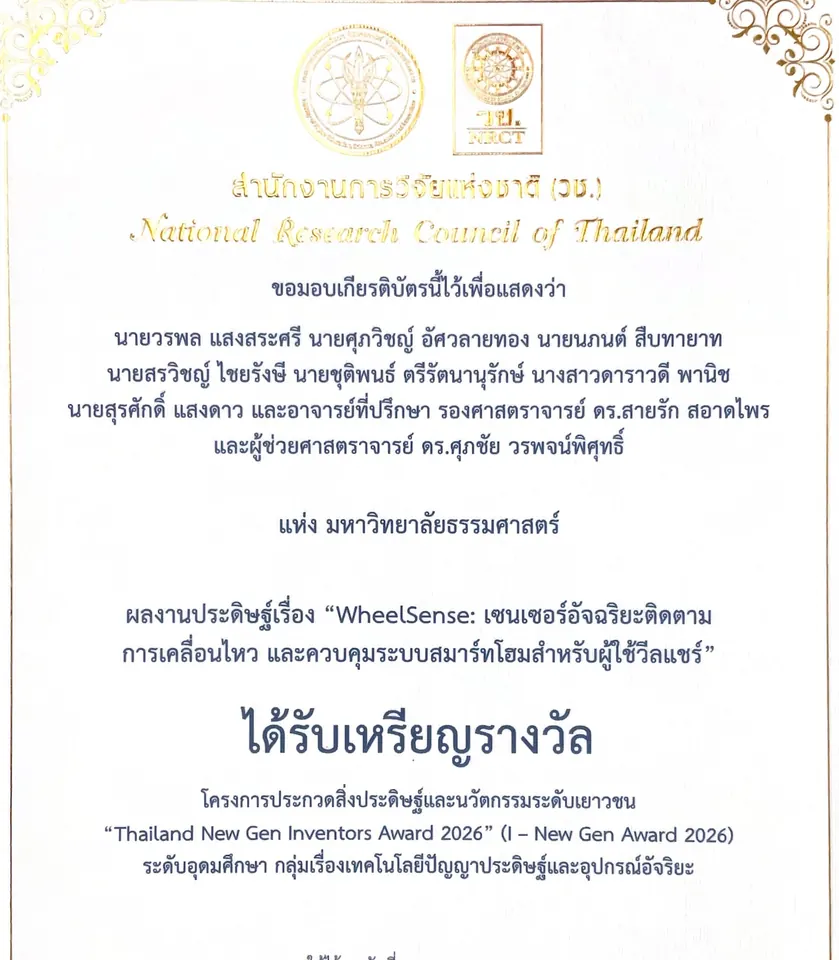 วช.
NRCT
สำนักงานการวิจัยแห่งชาติ (วช.)
National Research Council of Thailand
ขอมอบเกียรติบัตรนี้ไว้เพื่อแสดงว่า
นายวรพล แสงสระศรี นายศุภวิชญ์ อัศวลายทอง นายนภนต์ สืบทายาท
นายสรวิชญ์ ไชยรังษี นายชุติพนธ์ ตรีรัตนานุรักษ์ นางสาวดาราวดี พานิช
นายสุรศักดิ์ แสงดาว และอาจารย์ที่ปรึกษา รองศาสตราจารย์ ดร.สายรัก สอาดไพร
และผู้ช่วยศาสตราจารย์ ดร.ศุภชัย วรพจน์พิศุทธิ์
แห่ง มหาวิทยาลัยธรรมศาสตร์
ผลงานประดิษฐ์เรื่อง “WheelSense: เซนเซอร์อัจฉริยะติดตาม
การเคลื่อนไหว และควบคุมระบบสมาร์ทโฮมสำหรับผู้ใช้วีลแชร์”
ได้รับเหรียญรางวัล
โครงการประกวดสิ่งประดิษฐ์และนวัตกรรมระดับเยาวชน
“Thailand New Gen Inventors Award 2026” (I – New Gen Award 2026)
ระดับอุดมศึกษา กลุ่มเรื่องเทคโนโลยีปัญญาประดิษฐ์และอุปกรณ์อัจริยะ